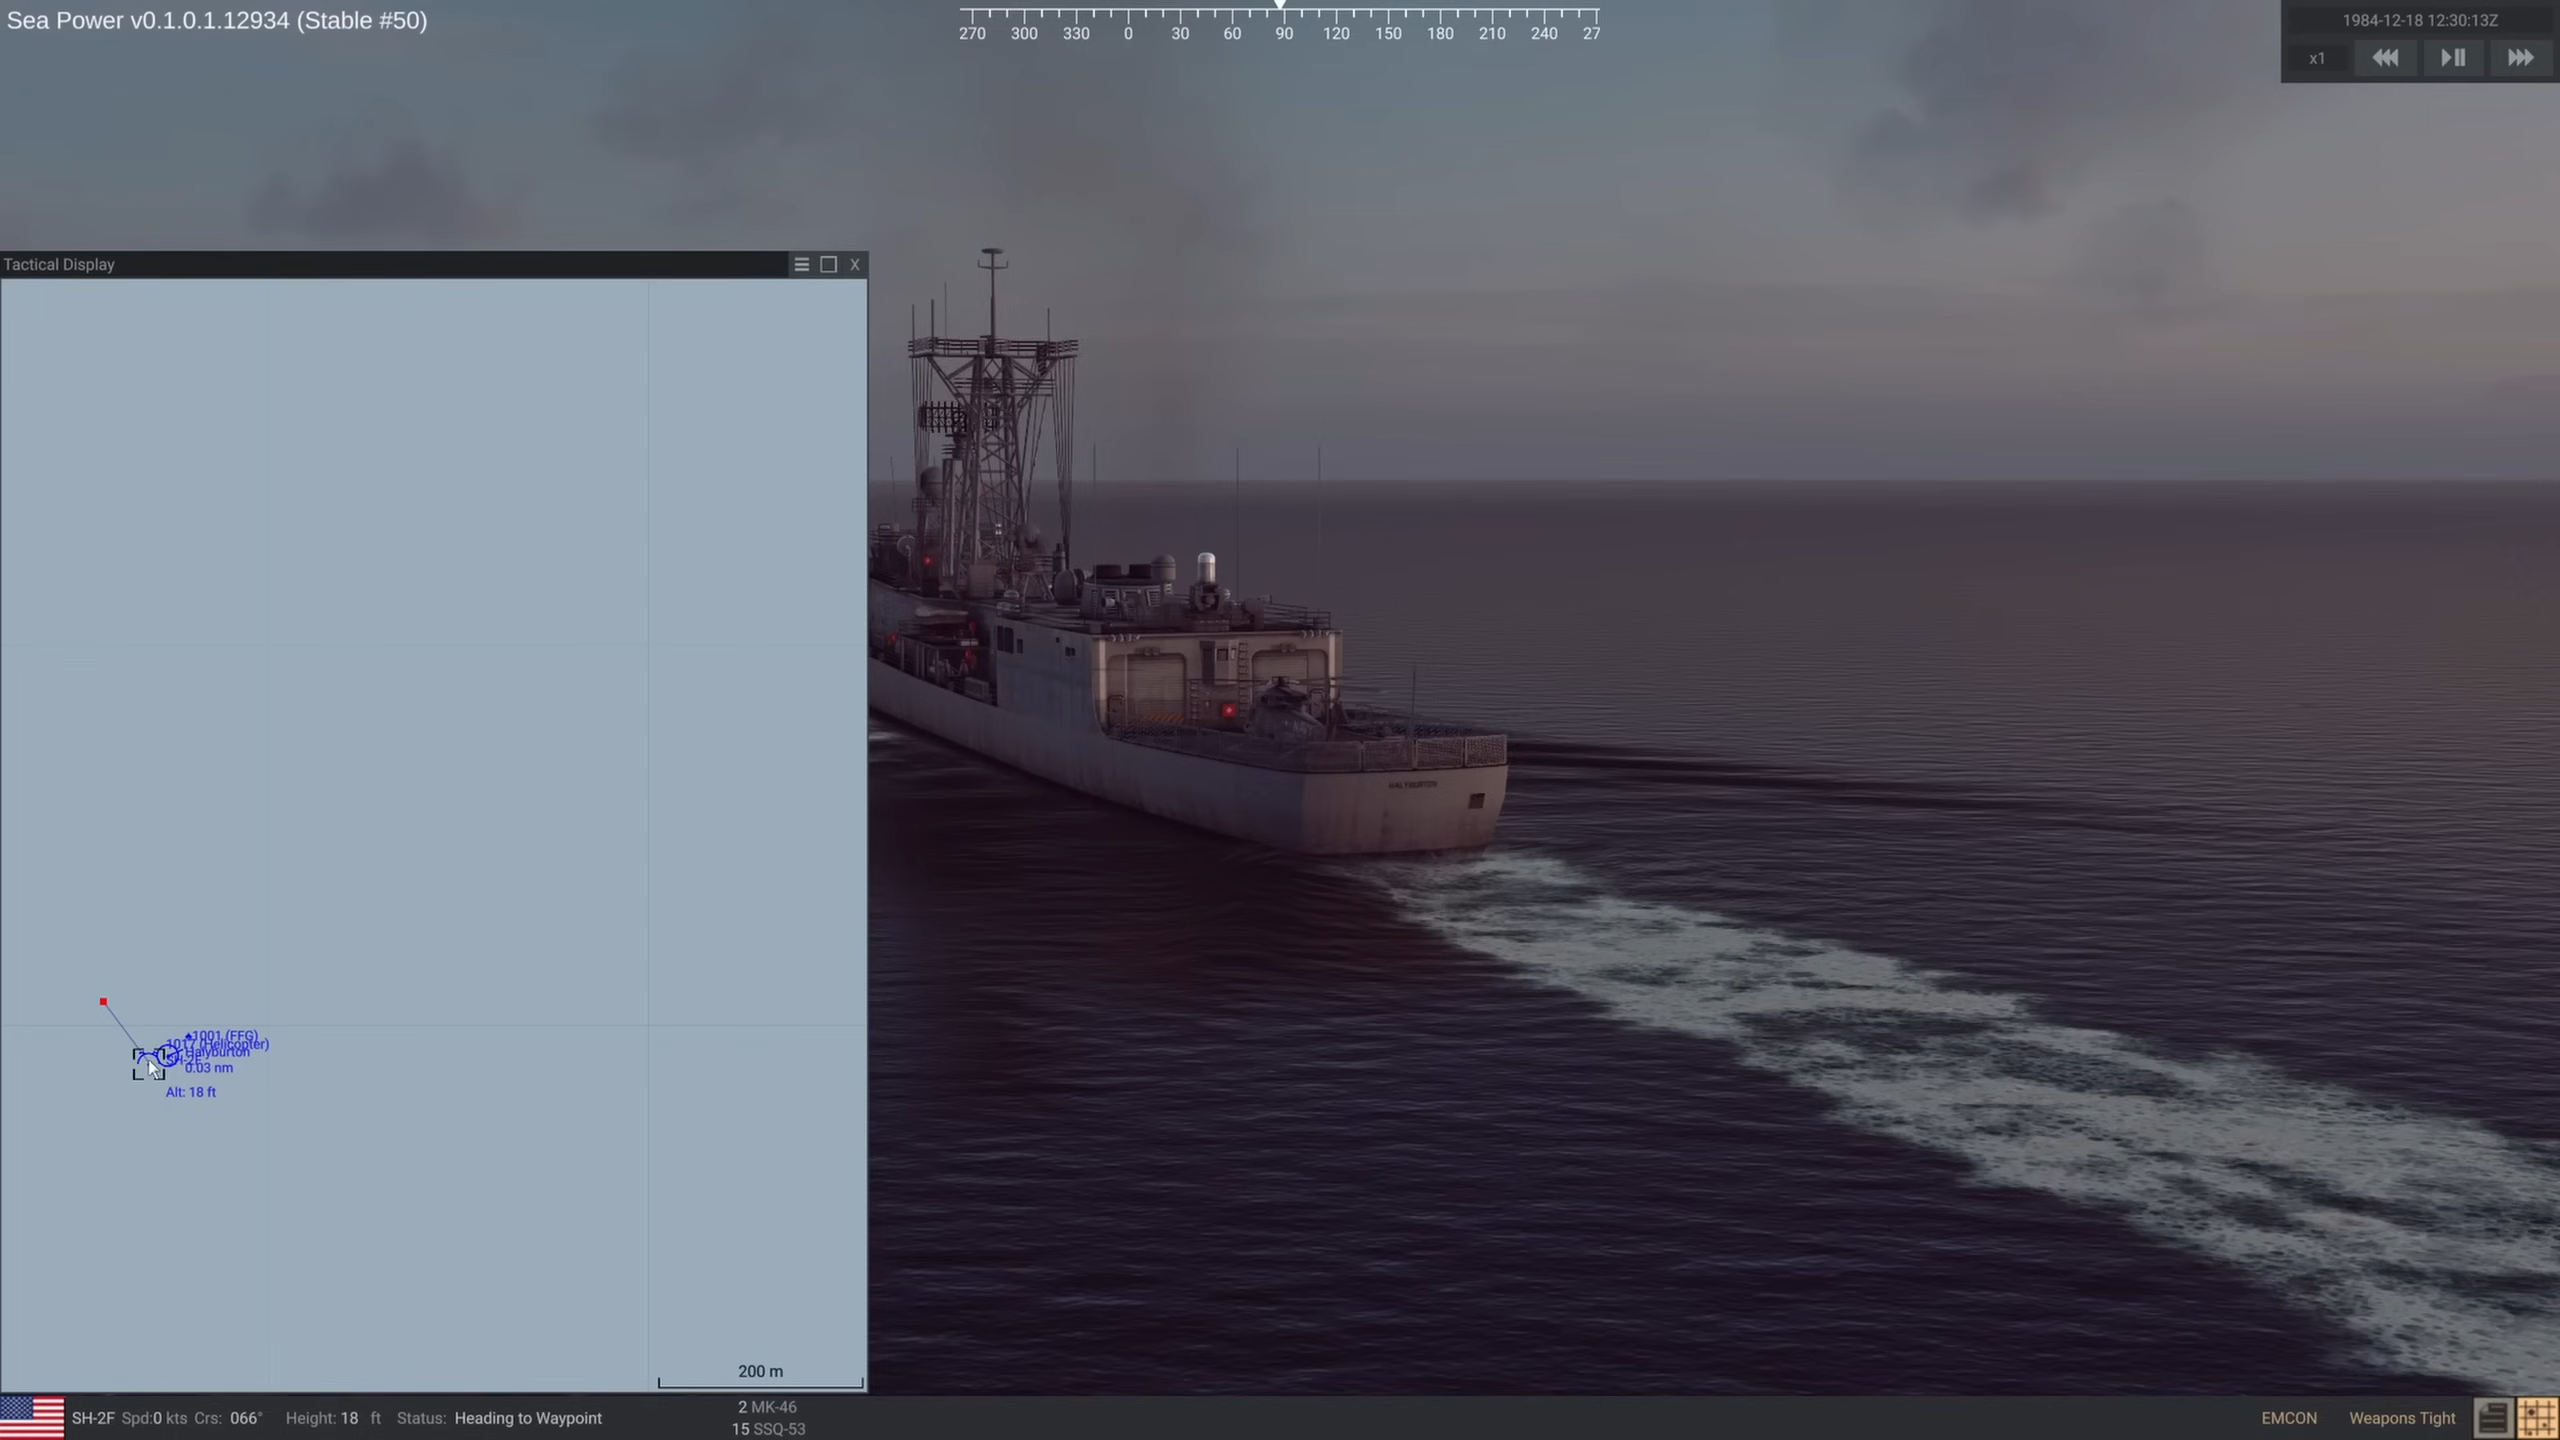 Sea Power v0.1.0.1.12934 (Stable #50)
270 300 330 0 30 60 90 120 150 180 210 240 27
1984-12-18 12:30:13Z
x1
Tactical Display
X
1001 (FFG)
1017 (Helicopter)
Halyburton
SH-2F
0.03 nm
Alt: 18 ft
HALYBURTON
200 m
SH-2F Spd:0 kts Crs: 066° Height: 18 ft Status: Heading to Waypoint
2 MK-46
15 SSQ-53
EMCON Weapons Tight